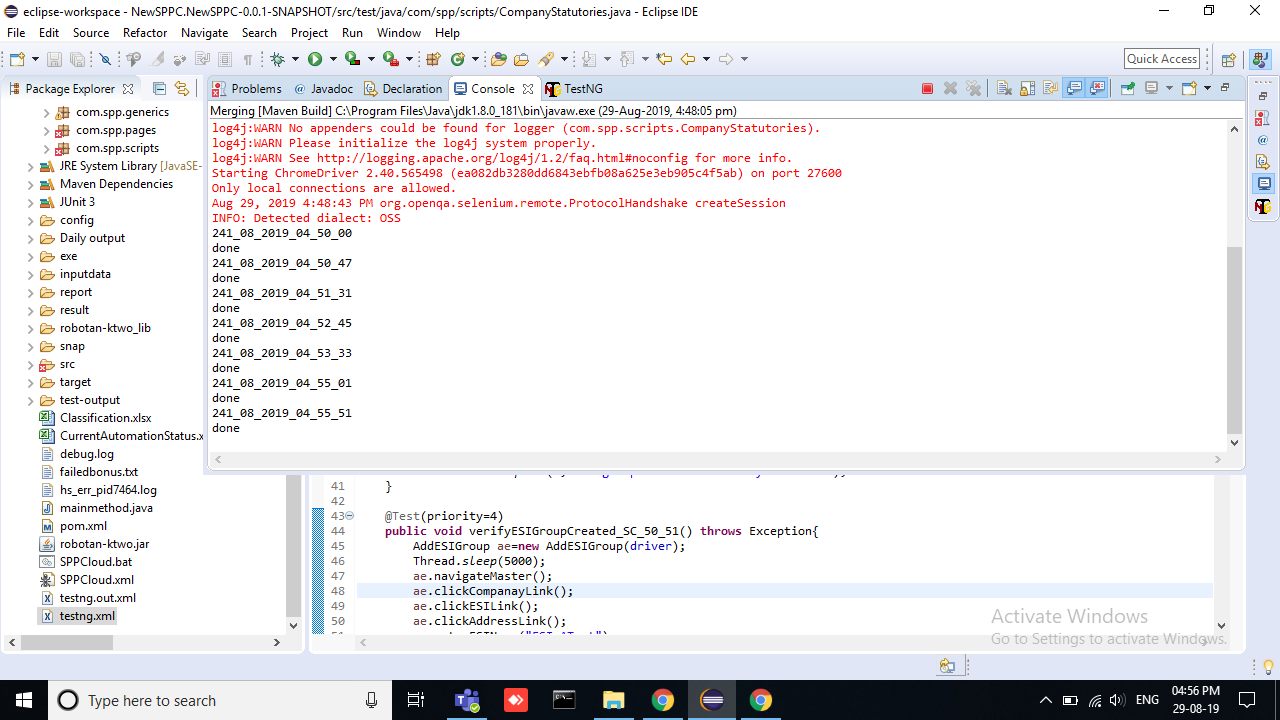 eclipse-workspace - NewSPPC.NewSPPC-0.0.1-SNAPSHOT/src/test/java/com/spp/scripts/CompanyStatutories.java - Eclipse IDE
File Edit Source Refactor Navigate Search Project Run Window Help
Quick Access
Package Explorer
Problems @ Javadoc Declaration Console TestNG
Merging [Maven Build] C:\Program Files\Java\jdk1.8.0_181\bin\javaw.exe (29-Aug-2019, 4:48:05 pm)
com.spp.generics
com.spp.pages
com.spp.scripts
JRE System Library [JavaSE-
Maven Dependencies
JUnit 3
config
Daily output
exe
inputdata
report
result
robotan-ktwo_lib
snap
src
target
test-output
Classification.xlsx
CurrentAutomationStatus.x
debug.log
failedbonus.txt
hs_err_pid7464.log
mainmethod.java
pom.xml
robotan-ktwo.jar
SPPCloud.bat
SPPCloud.xml
testng.out.xml
testng.xml
log4j:WARN No appenders could be found for logger (com.spp.scripts.CompanyStatutories).
log4j:WARN Please initialize the log4j system properly.
log4j:WARN See http://logging.apache.org/log4j/1.2/faq.html#noconfig for more info.
Starting ChromeDriver 2.40.565498 (ea082db3280dd6843ebfb08a625e3eb905c4f5ab) on port 27600
Only local connections are allowed.
Aug 29, 2019 4:48:43 PM org.openqa.selenium.remote.ProtocolHandshake createSession
INFO: Detected dialect: OSS
241_08_2019_04_50_00
done
241_08_2019_04_50_47
done
241_08_2019_04_51_31
done
241_08_2019_04_52_45
done
241_08_2019_04_53_33
done
241_08_2019_04_55_01
done
241_08_2019_04_55_51
done
41 }
42
43 @Test(priority=4)
44 public void verifyESIGroupCreated_SC_50_51() throws Exception{
45 AddESIGroup ae=new AddESIGroup(driver);
46 Thread.sleep(5000);
47 ae.navigateMaster();
48 ae.clickCompanayLink();
49 ae.clickESILink();
50 ae.clickAddressLink();
Activate Windows
Go to Settings to activate Windows.
Type here to search
ENG
04:56 PM
29-08-19